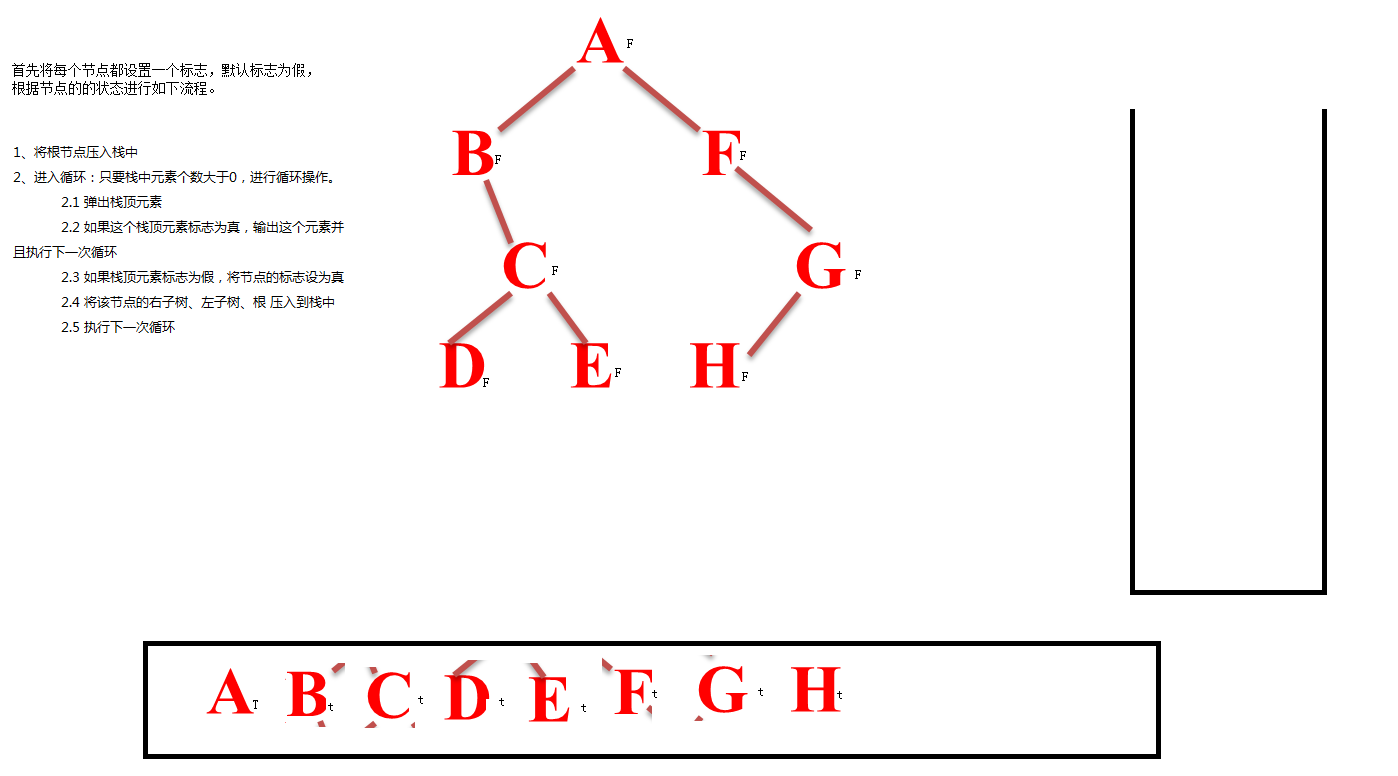 首先将每个节点都设置一个标志，默认标志为假，
根据节点的的状态进行如下流程。
1、将根节点压入栈中
2、进入循环：只要栈中元素个数大于0，进行循环操作。
2.1 弹出栈顶元素
2.2 如果这个栈顶元素标志为真，输出这个元素并
且执行下一次循环
2.3 如果栈顶元素标志为假，将节点的标志设为真
2.4 将该节点的右子树、左子树、根 压入到栈中
2.5 执行下一次循环
A F
B F F F
C F G F
D F E F H F
A T B t C t D t E t F t G t H t